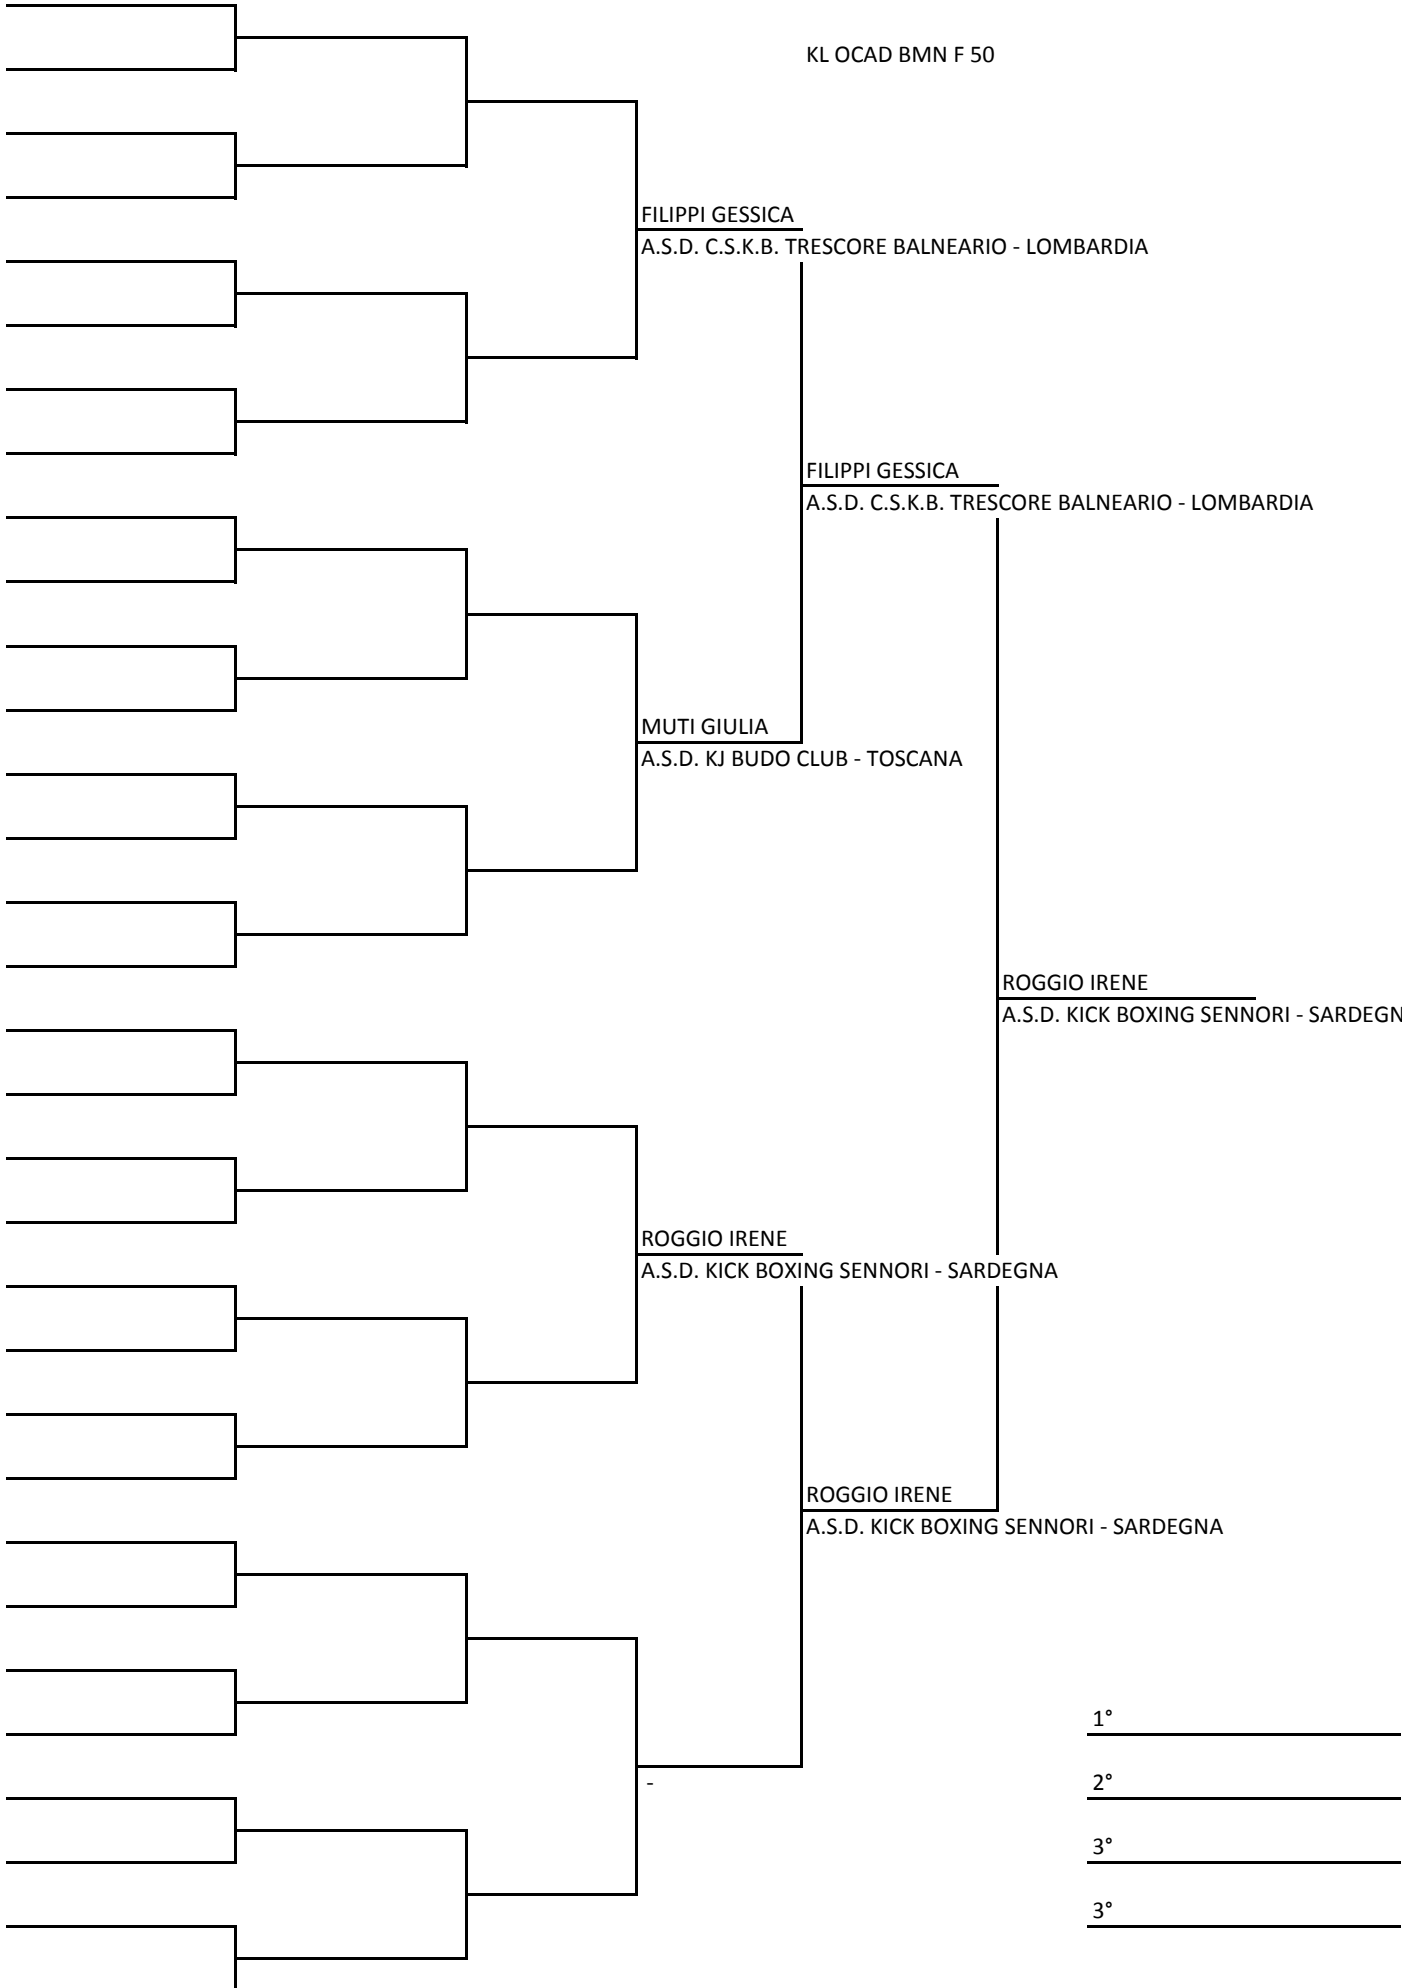 KL OCAD BMN F 50
FILIPPI GESSICA
A.S.D. C.S.K.B. TRESCORE BALNEARIO - LOMBARDIA
FILIPPI GESSICA
A.S.D. C.S.K.B. TRESCORE BALNEARIO - LOMBARDIA
MUTI GIULIA
A.S.D. KJ BUDO CLUB - TOSCANA
ROGGIO IRENE
A.S.D. KICK BOXING SENNORI - SARDEGN
ROGGIO IRENE
A.S.D. KICK BOXING SENNORI - SARDEGNA
ROGGIO IRENE
A.S.D. KICK BOXING SENNORI - SARDEGNA
1°
-
2°
3°
3°